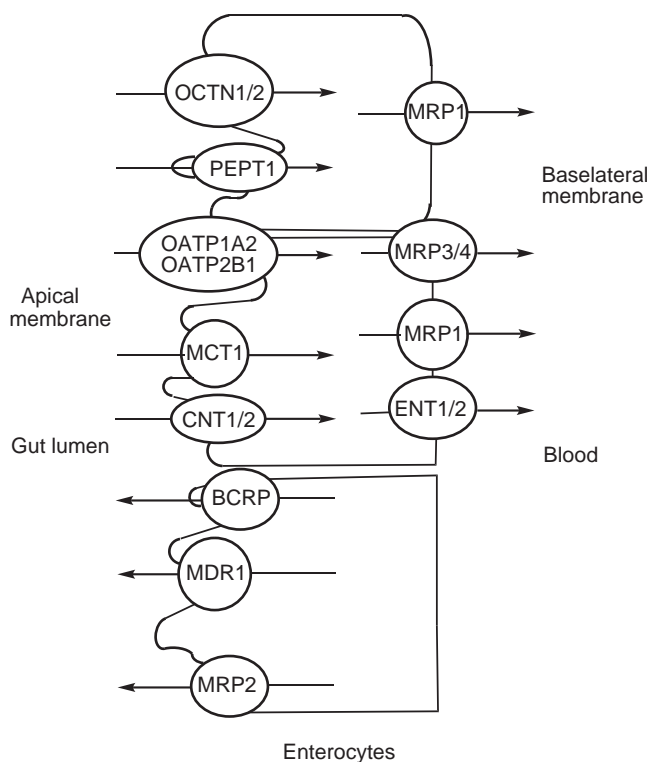 OCTN1/2
MRP1
PEPT1
Baselateral
membrane
OATP1A2
OATP2B1
MRP3/4
Apical
membrane
MCT1
MRP1
CNT1/2
ENT1/2
Gut lumen
Blood
BCRP
MDR1
MRP2
Enterocytes